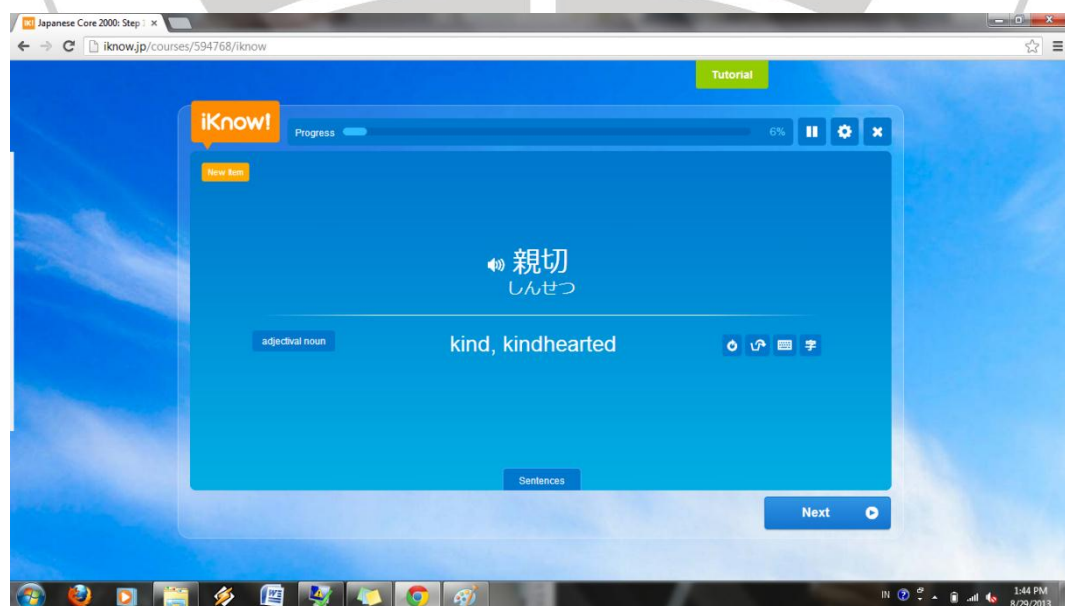 Japanese Core 2000: Step
iknow.jp/courses/594768/iknow
Tutorial
iKnow!
Progress
6%
New item
親切
しんせつ
adjectival noun
kind, kindhearted
字
Sentences
Next
IN
1:44 PM
8/29/2013